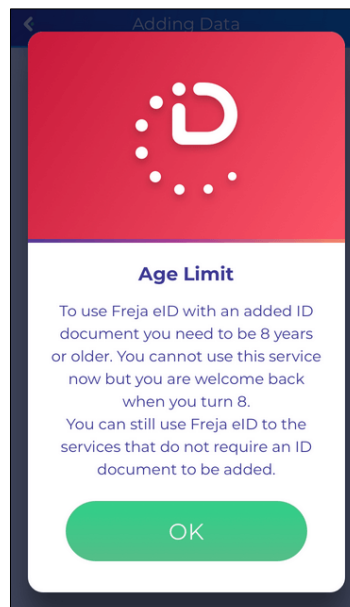 Adding Data
iD
Age Limit
To use Freja eID with an added ID
document you need to be 8 years
or older. You cannot use this service
now but you are welcome back
when you turn 8.
You can still use Freja eID to the
services that do not require an ID
document to be added.
OK